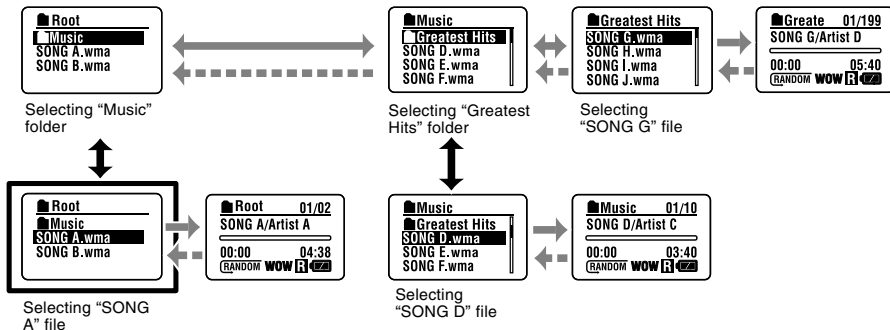 Root
Music
SONG A.wma
SONG B.wma
Selecting “Music”
folder
Music
Greatest Hits
SONG D.wma
SONG E.wma
SONG F.wma
Selecting “Greatest
Hits” folder
Greatest Hits
SONG G.wma
SONG H.wma
SONG I.wma
SONG J.wma
Selecting
“SONG G” file
Greate 01/199
SONG G/Artist D
00:00 05:40
RANDOM WOW R
Root
Music
SONG A.wma
SONG B.wma
Selecting “SONG
A” file
Root 01/02
SONG A/Artist A
00:00 04:38
RANDOM WOW R
Music
Greatest Hits
SONG D.wma
SONG E.wma
SONG F.wma
Selecting
“SONG D” file
Music 01/10
SONG D/Artist C
00:00 03:40
RANDOM WOW R